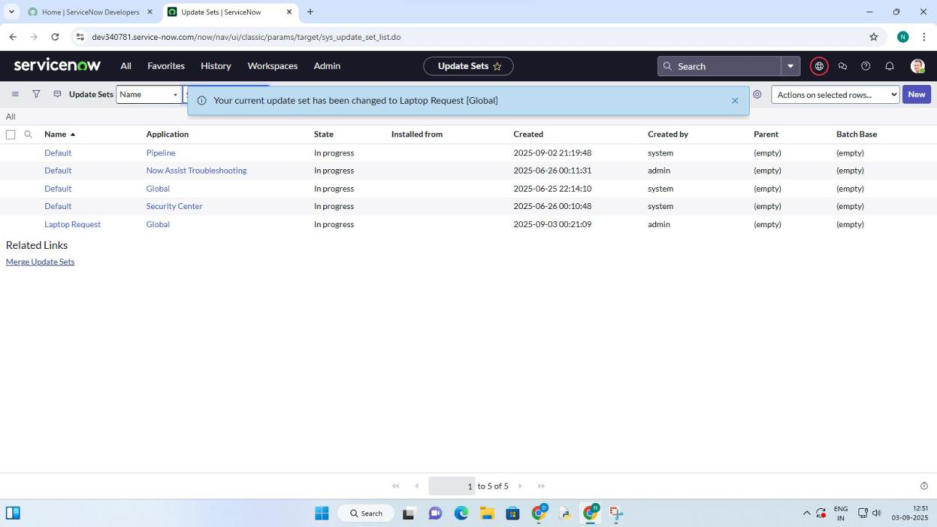 Home | ServiceNow Developers
Update Sets | ServiceNow
dev340781.service-now.com/now/nav/ui/classic/params/target/sys_update_set_list.do
N
servicenow All Favorites History Workspaces Admin Update Sets Search
Update Sets Name Your current update set has been changed to Laptop Request [Global] Actions on selected rows... New
All
Name Application State Installed from Created Created by Parent Batch Base
Default Pipeline In progress 2025-09-02 21:19:48 system (empty) (empty)
Default Now Assist Troubleshooting In progress 2025-06-26 00:11:31 admin (empty) (empty)
Default Global In progress 2025-06-25 22:14:10 system (empty) (empty)
Default Security Center In progress 2025-06-26 00:10:48 system (empty) (empty)
Laptop Request Global In progress 2025-09-03 00:21:09 admin (empty) (empty)
Related Links
Merge Update Sets
1 to 5 of 5
Search ENG 12:51
IN 03-09-2025